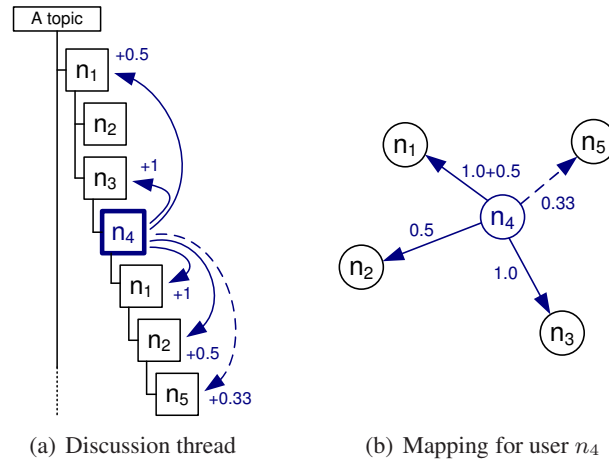 A topic
n1
+0.5
n2
n3
+1
n4
n1
+1
n2
+0.5
n5
+0.33
(a) Discussion thread
n1
n5
1.0+0.5
0.33
n4
0.5
n2
1.0
n3
(b) Mapping for user n4